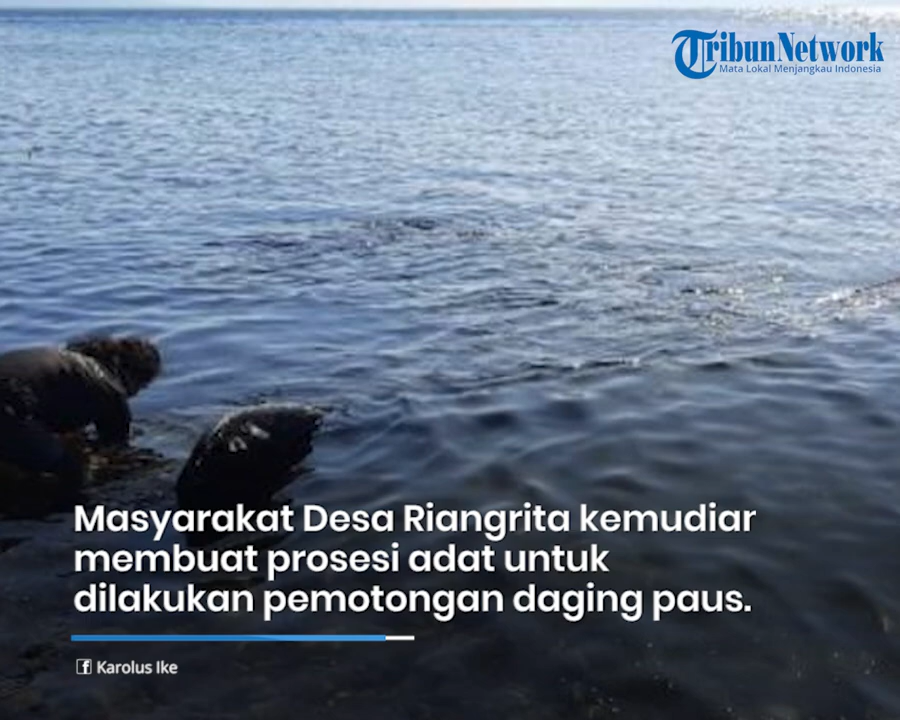 TribunNetwork
Mata Lokal Menjangkau Indonesia
Masyarakat Desa Riangrita kemudiar
membuat prosesi adat untuk
dilakukan pemotongan daging paus.
f Karolus Ike